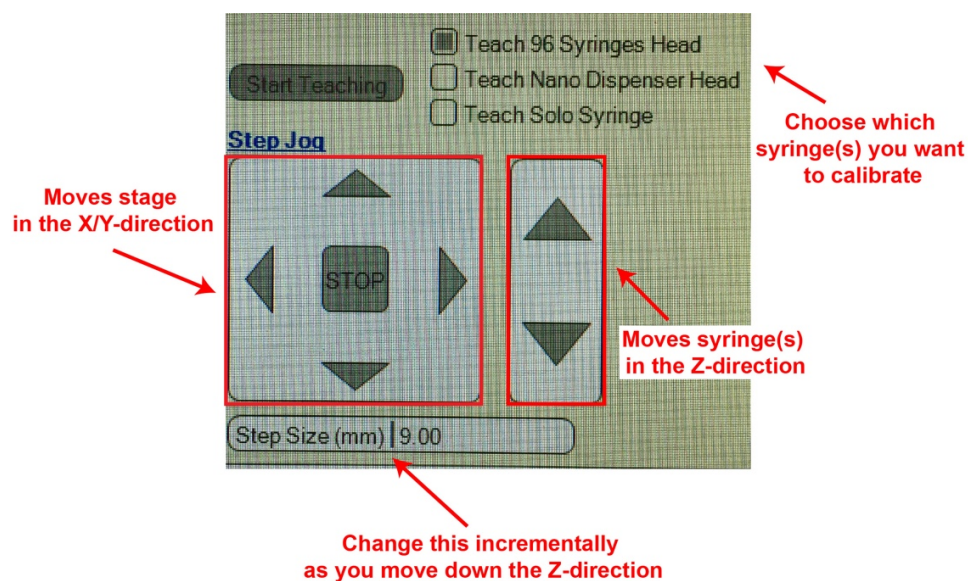 Teach 96 Syringes Head
Start Teaching
Teach Nano Dispenser Head
Teach Solo Syringe
Choose which
syringe(s) you want
to calibrate
Step Jog
Moves stage
in the X/Y-direction
STOP
Moves syringe(s)
in the Z-direction
Step Size (mm) 9.00
Change this incrementally
as you move down the Z-direction